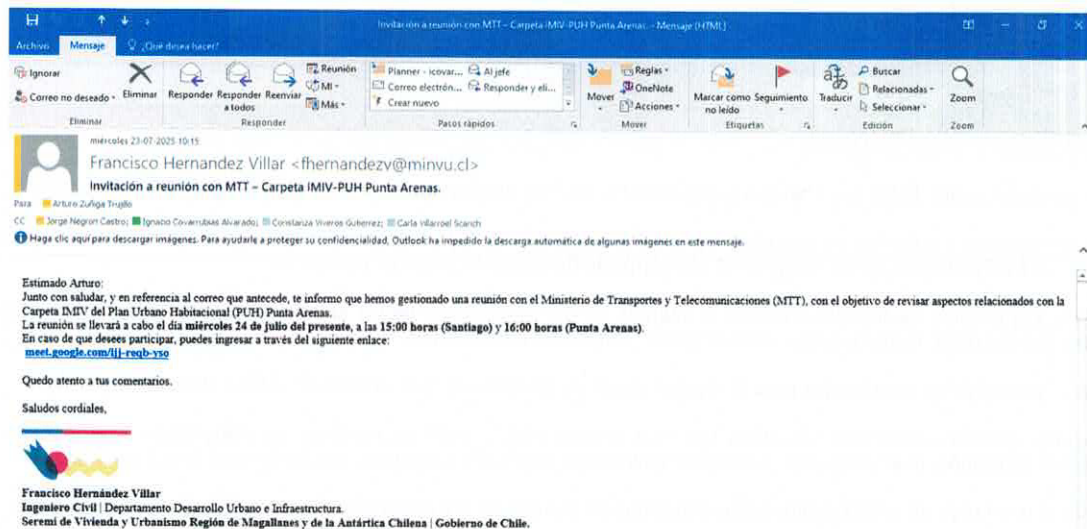 Invitación a reunión con MTT - Carpeta IMIV-PUH Punta Arenas. - Mensaje (HTML)
Archivo Mensaje ¿Qué desea hacer?
Ignorar
Correo no deseado
Eliminar
Responder
Responder a todos
Reenviar
Reunión
MI
Más
Planner - icovar...
Correo electrón...
Crear nuevo
Al jefe
Responder y eli...
Mover
Reglas
OneNote
Acciones
Marcar como no leído
Seguimiento
Traducir
Buscar
Relacionadas
Seleccionar
Zoom
Eliminar Responder Pasos rápidos Mover Etiquetas Edición Zoom
miércoles 23-07-2025 10:15
Francisco Hernandez Villar <fhernandezv@minvu.cl>
Invitación a reunión con MTT – Carpeta IMIV-PUH Punta Arenas.
Para Arturo Zuñiga Trujillo
CC Jorge Negron Castro; Ignacio Covarrubias Alvarado; Constanza Viveros Gutierrez; Carla Villarroel Scarich
Haga clic aquí para descargar imágenes. Para ayudarle a proteger su confidencialidad, Outlook ha impedido la descarga automática de algunas imágenes en este mensaje.
Estimado Arturo:
Junto con saludar, y en referencia al correo que antecede, te informo que hemos gestionado una reunión con el Ministerio de Transportes y Telecomunicaciones (MTT), con el objetivo de revisar aspectos relacionados con la
Carpeta IMIV del Plan Urbano Habitacional (PUH) Punta Arenas.
La reunión se llevará a cabo el día miércoles 24 de julio del presente, a las 15:00 horas (Santiago) y 16:00 horas (Punta Arenas).
En caso de que desees participar, puedes ingresar a través del siguiente enlace:
meet.google.com/ijj-reqb-yso
Quedo atento a tus comentarios.
Saludos cordiales,
Francisco Hernández Villar
Ingeniero Civil | Departamento Desarrollo Urbano e Infraestructura.
Seremi de Vivienda y Urbanismo Región de Magallanes y de la Antártica Chilena | Gobierno de Chile.